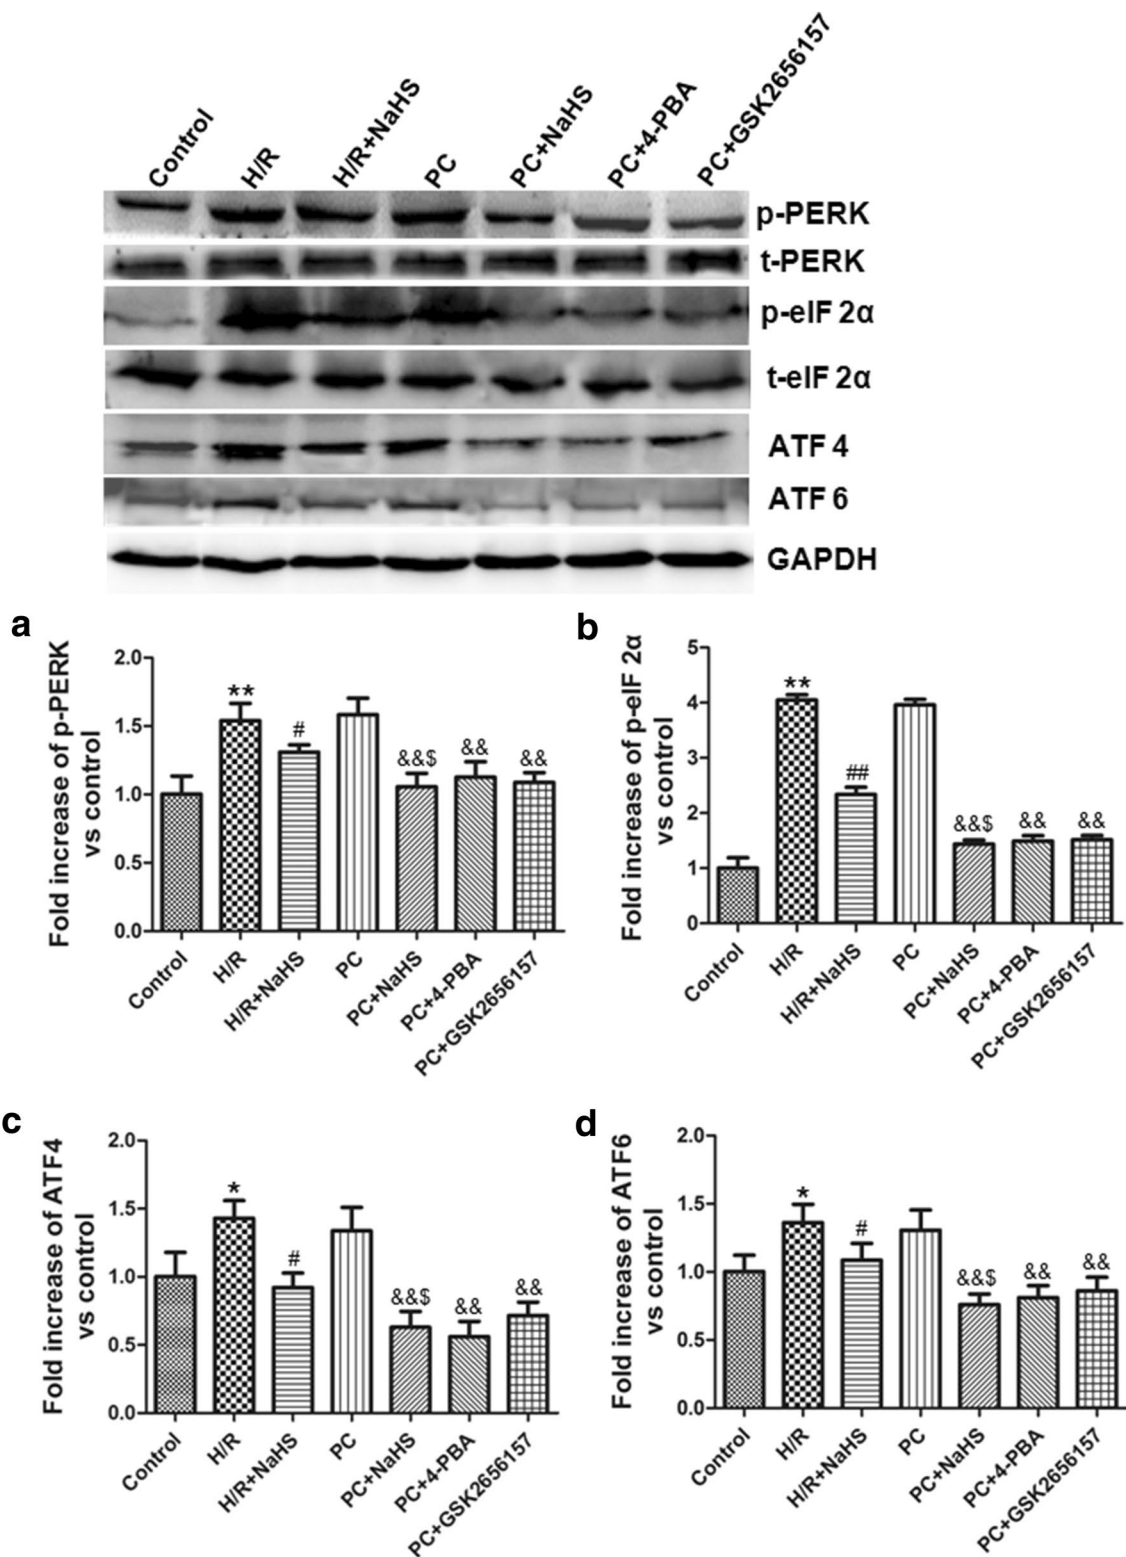 Control
H/R
H/R+NaHS
PC
PC+NaHS
PC+4-PBA
PC+GSK2656157
p-PERK
t-PERK
p-eIF 2α
t-eIF 2α
ATF 4
ATF 6
GAPDH
a
Fold increase of p-PERK
vs control
2.0
1.5
1.0
0.5
0.0
**
#
&&$
&&
&&
Control
H/R
H/R+NaHS
PC
PC+NaHS
PC+4-PBA
PC+GSK2656157
b
Fold increase of p-eIF 2α
vs control
5
4
3
2
1
0
**
##
&&$
&&
&&
Control
H/R
H/R+NaHS
PC
PC+NaHS
PC+4-PBA
PC+GSK2656157
c
Fold increase of ATF4
vs control
2.0
1.5
1.0
0.5
0.0
*
#
&&$
&&
&&
Control
H/R
H/R+NaHS
PC
PC+NaHS
PC+4-PBA
PC+GSK2656157
d
Fold increase of ATF6
vs control
2.0
1.5
1.0
0.5
0.0
*
#
&&$
&&
&&
Control
H/R
H/R+NaHS
PC
PC+NaHS
PC+4-PBA
PC+GSK2656157